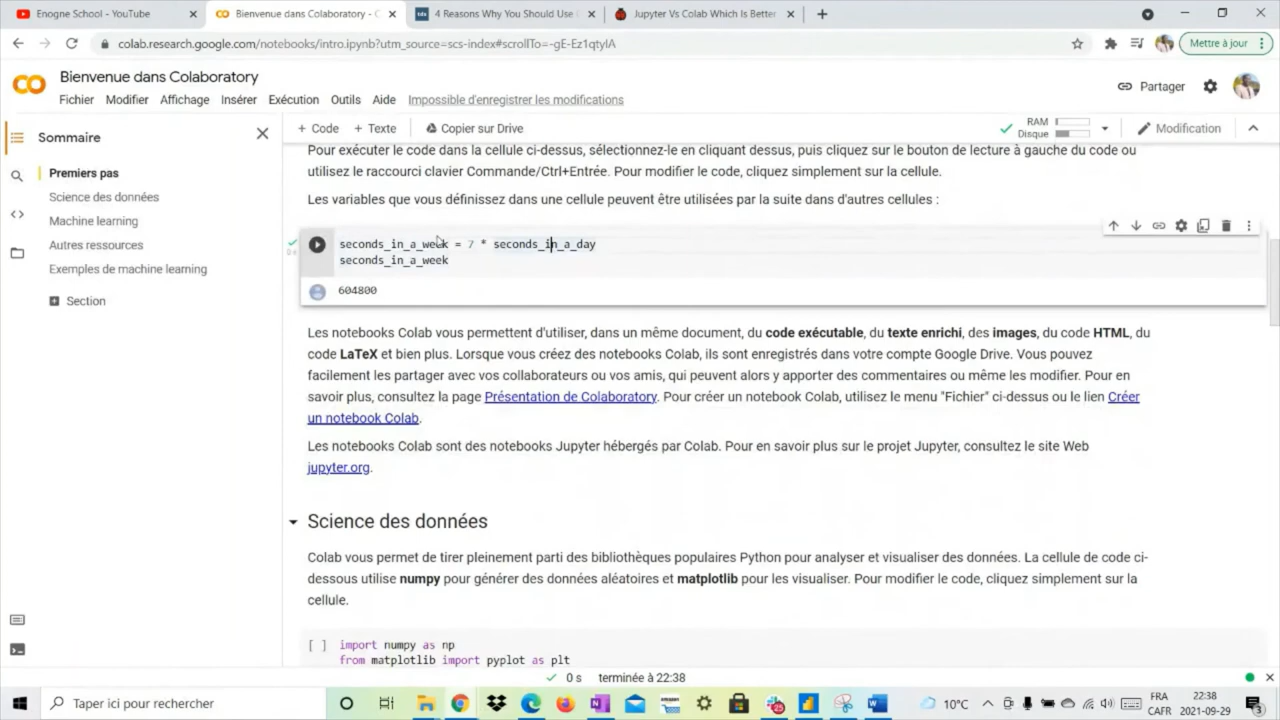 Enogne School - YouTube
Bienvenue dans Colaboratory - C
4 Reasons Why You Should Use
Jupyter Vs Colab Which Is Better
colab.research.google.com/notebooks/intro.ipynb?utm_source=scs-index#scrollTo=-gE-Ez1qtyIA
Mettre à jour
Bienvenue dans Colaboratory
Partager
Fichier Modifier Affichage Insérer Exécution Outils Aide Impossible d'enregistrer les modifications
Sommaire
+ Code + Texte Copier sur Drive
RAM
Disque
Modification
Premiers pas
Science des données
Machine learning
Autres ressources
Exemples de machine learning
Section
Pour exécuter le code dans la cellule ci-dessus, sélectionnez-le en cliquant dessus, puis cliquez sur le bouton de lecture à gauche du code ou
utilisez le raccourci clavier Commande/Ctrl+Entrée. Pour modifier le code, cliquez simplement sur la cellule.
Les variables que vous définissez dans une cellule peuvent être utilisées par la suite dans d'autres cellules :
seconds_in_a_week = 7 * seconds_in_a_day
seconds_in_a_week
604800
Les notebooks Colab vous permettent d'utiliser, dans un même document, du code exécutable, du texte enrichi, des images, du code HTML, du
code LaTeX et bien plus. Lorsque vous créez des notebooks Colab, ils sont enregistrés dans votre compte Google Drive. Vous pouvez
facilement les partager avec vos collaborateurs ou vos amis, qui peuvent alors y apporter des commentaires ou même les modifier. Pour en
savoir plus, consultez la page Présentation de Colaboratory. Pour créer un notebook Colab, utilisez le menu "Fichier" ci-dessus ou le lien Créer
un notebook Colab.
Les notebooks Colab sont des notebooks Jupyter hébergés par Colab. Pour en savoir plus sur le projet Jupyter, consultez le site Web
jupyter.org.
Science des données
Colab vous permet de tirer pleinement parti des bibliothèques populaires Python pour analyser et visualiser des données. La cellule de code ci-
dessous utilise numpy pour générer des données aléatoires et matplotlib pour les visualiser. Pour modifier le code, cliquez simplement sur la
cellule.
[ ] import numpy as np
from matplotlib import pyplot as plt
0 s terminée à 22:38
Taper ici pour rechercher
25
10°C
FRA
CAFR
22:38
2021-09-29
3